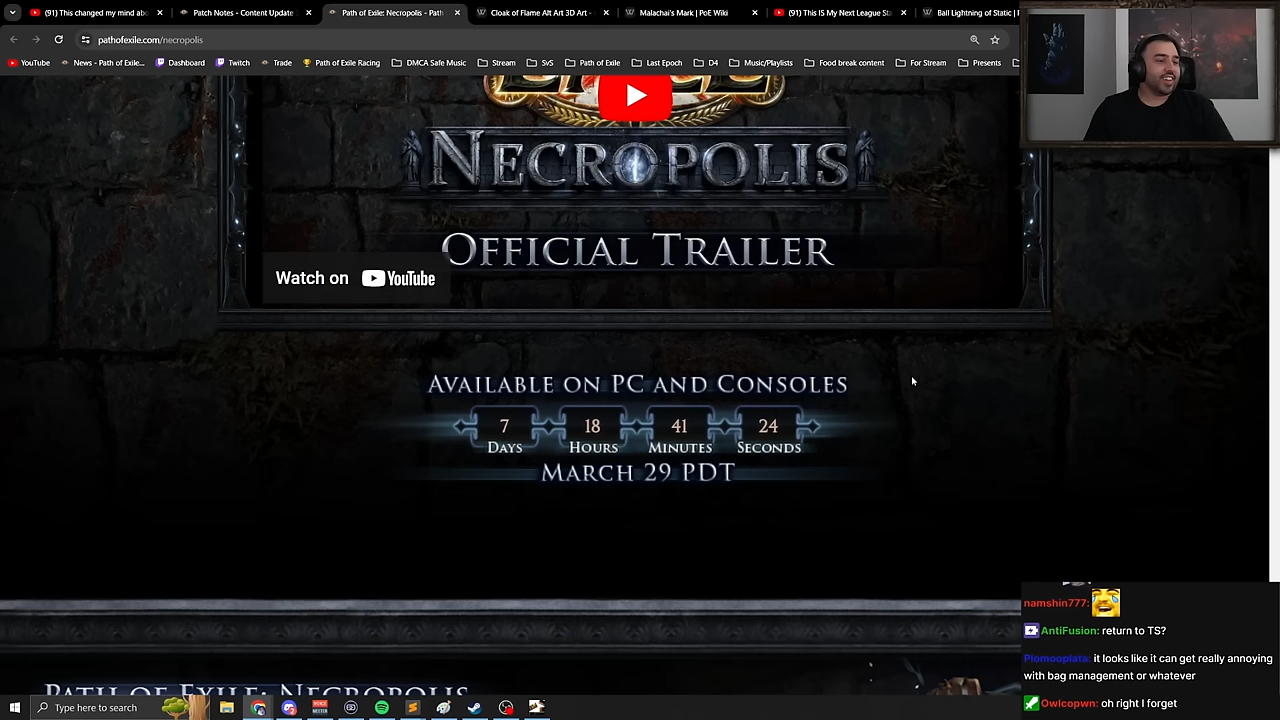 (91) This changed my mind abo
Patch Notes - Content Update
Path of Exile: Necropolis - Path
Cloak of Flame Alt Art 3D Art -
Malachai's Mark | PoE Wiki
(91) This IS My Next League Sta
Ball Lightning of Static |
pathofexile.com/necropolis
YouTube
News - Path of Exile...
Dashboard
Twitch
Trade
Path of Exile Racing
DMCA Safe Music
Stream
SvS
Path of Exile
Last Epoch
D4
Music/Playlists
Food break content
For Stream
Presents
Necropolis
Official Trailer
Watch on YouTube
Available on PC and Consoles
7 18 41 24
Days Hours Minutes Seconds
March 29 PDT
Path of Exile: Necropolis
namshin777:
AntiFusion: return to TS?
Plomooplata: it looks like it can get really annoying
with bag management or whatever
Owlcopwn: oh right I forget
Type here to search